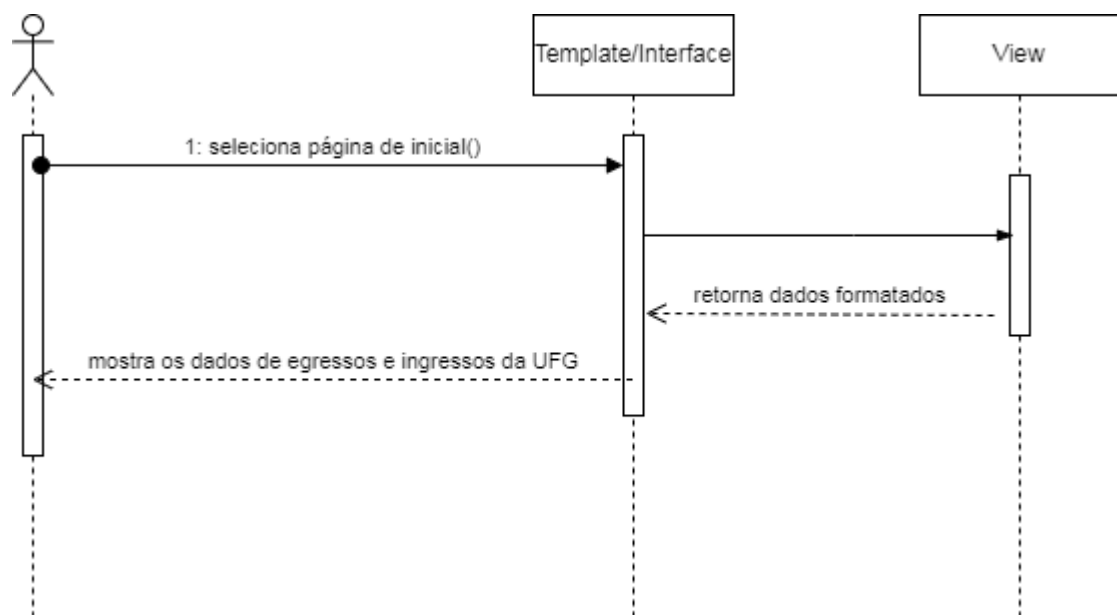 Template/Interface
View
1: seleciona página de inicial()
retorna dados formatados
mostra os dados de egressos e ingressos da UFG